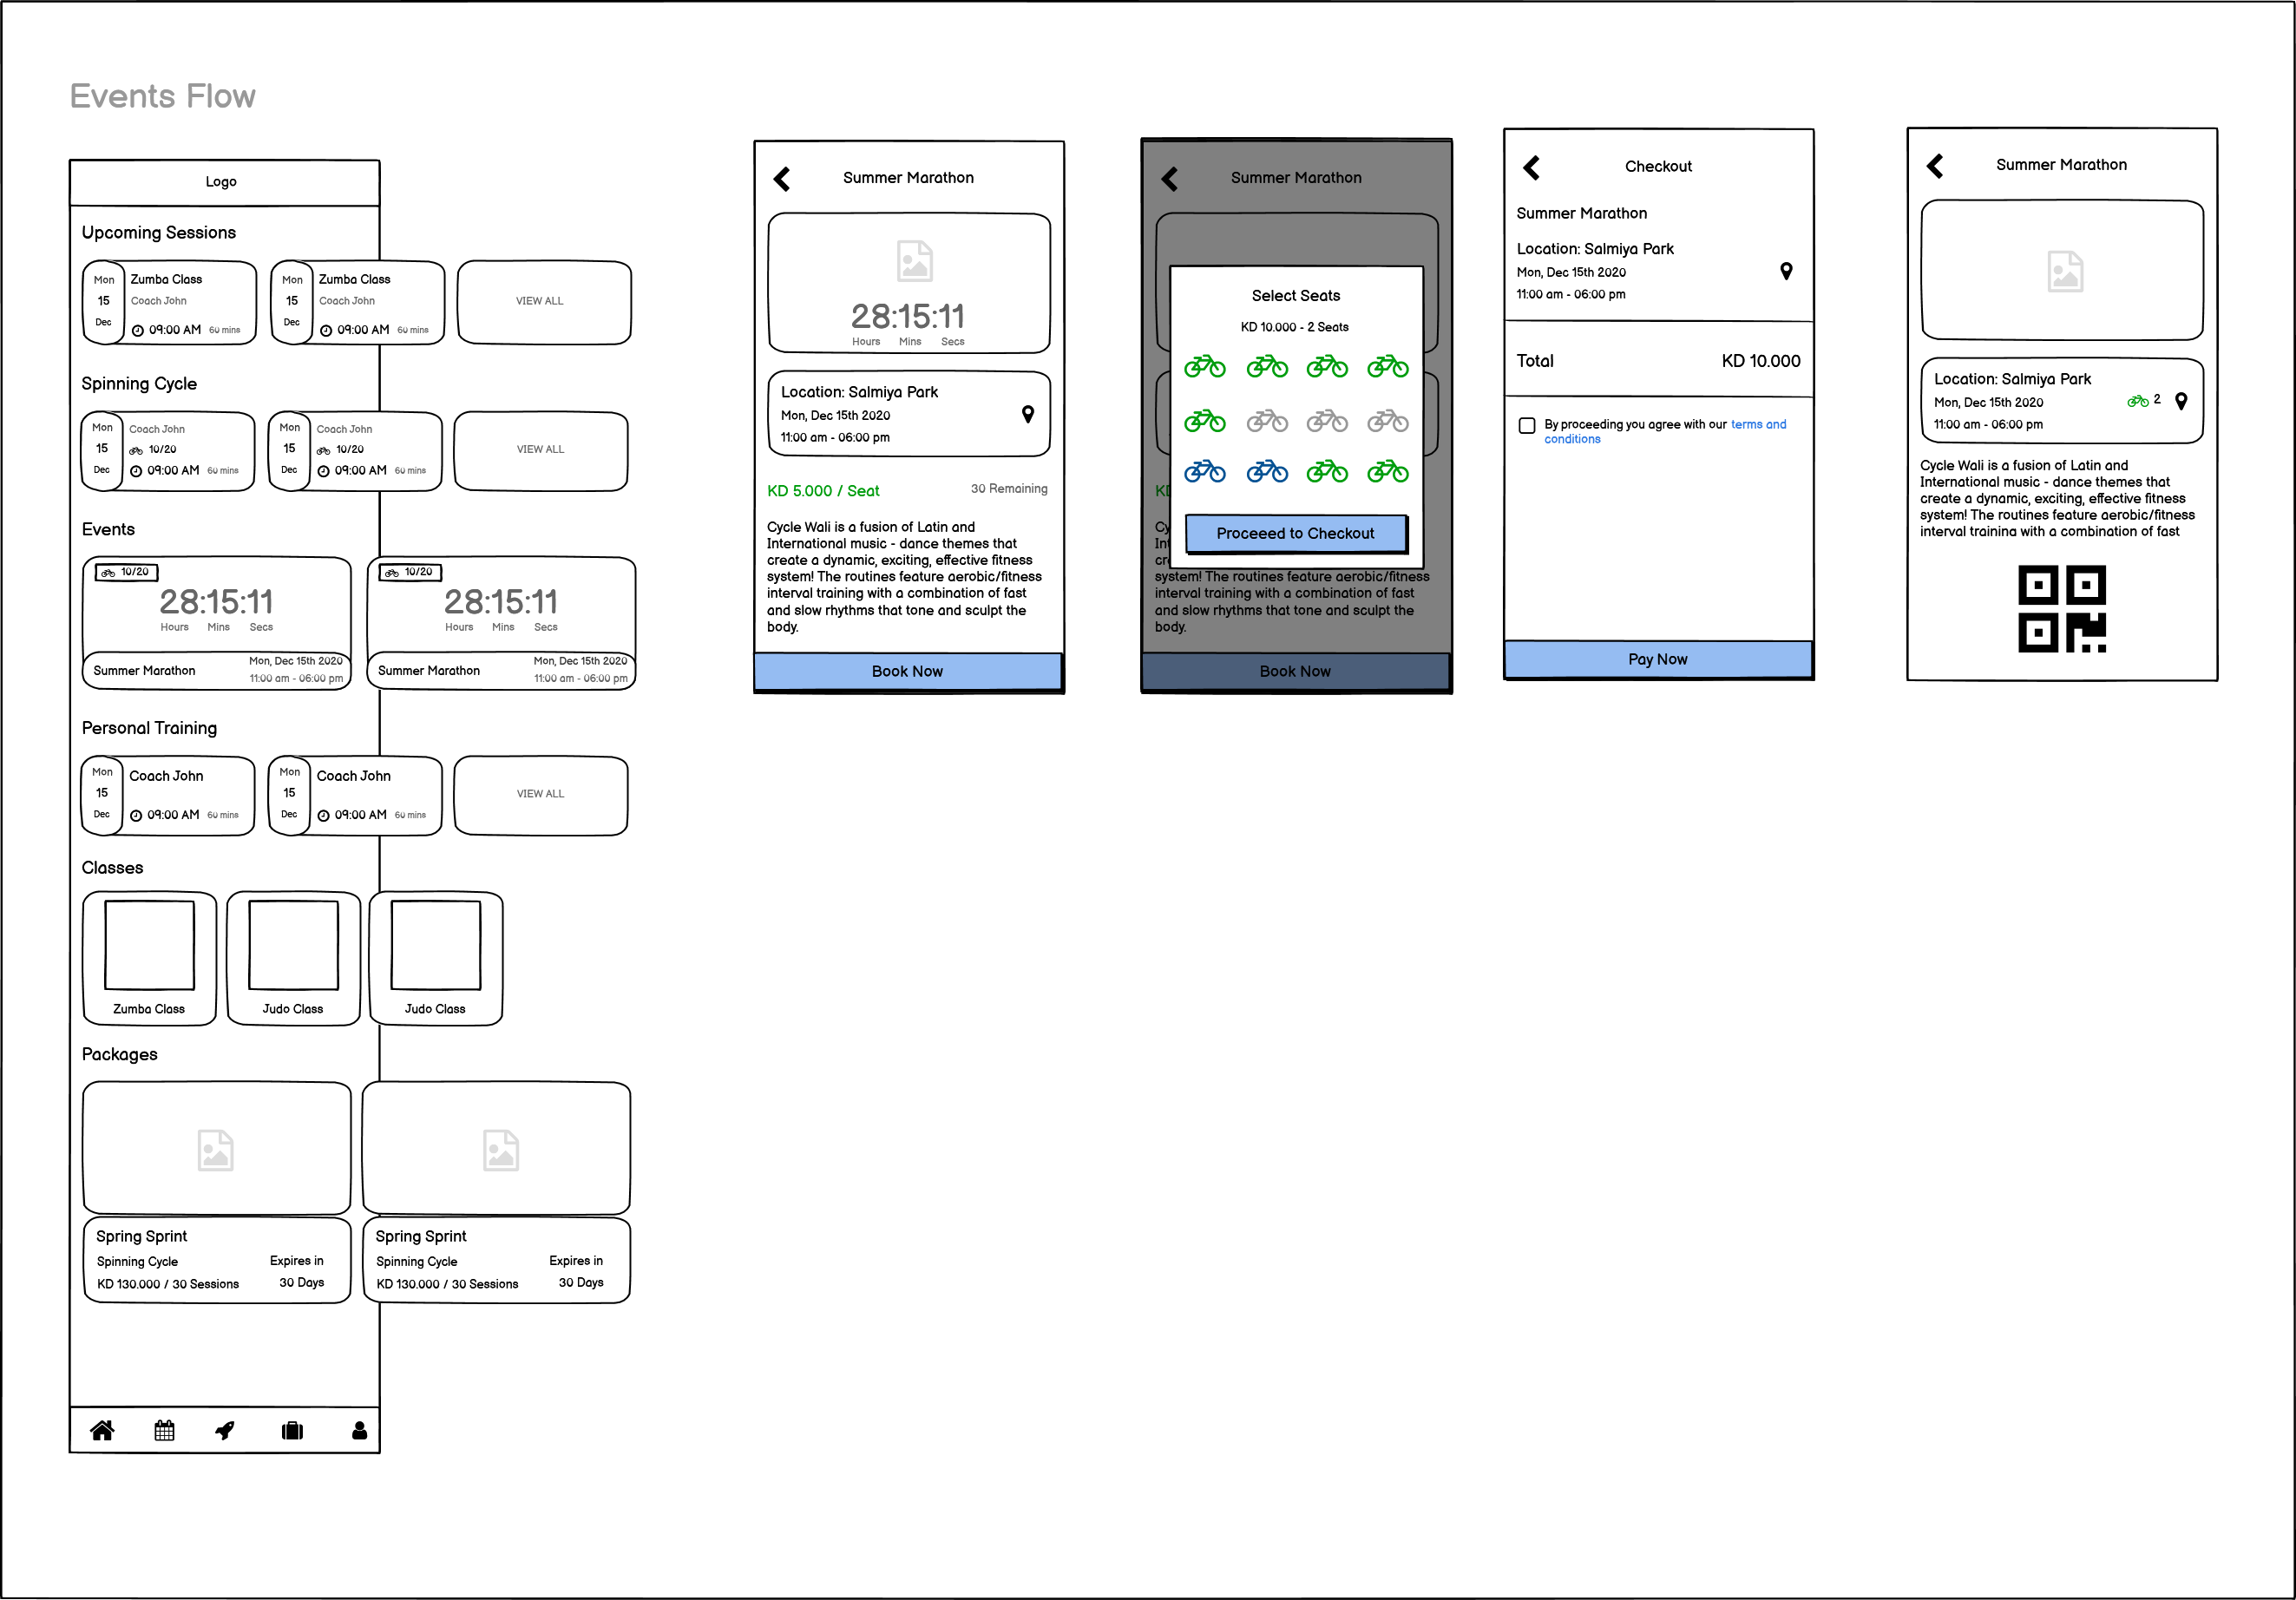 Events Flow
Logo
Upcoming Sessions
Mon
15
Dec
Zumba Class
Coach John
09:00 AM 60 mins
Mon
15
Dec
Zumba Class
Coach John
09:00 AM 60 mins
VIEW ALL
Spinning Cycle
Mon
15
Dec
Coach John
10/20
09:00 AM 60 mins
Mon
15
Dec
Coach John
10/20
09:00 AM 60 mins
VIEW ALL
Events
10/20
28:15:11
Hours Mins Secs
Summer Marathon
Mon, Dec 15th 2020
11:00 am - 06:00 pm
10/20
28:15:11
Hours Mins Secs
Summer Marathon
Mon, Dec 15th 2020
11:00 am - 06:00 pm
Personal Training
Mon
15
Dec
Coach John
09:00 AM 60 mins
Mon
15
Dec
Coach John
09:00 AM 60 mins
VIEW ALL
Classes
Zumba Class
Judo Class
Judo Class
Packages
Spring Sprint
Spinning Cycle
KD 130.000 / 30 Sessions
Expires in
30 Days
Spring Sprint
Spinning Cycle
KD 130.000 / 30 Sessions
Expires in
30 Days
Summer Marathon
28:15:11
Hours Mins Secs
Location: Salmiya Park
Mon, Dec 15th 2020
11:00 am - 06:00 pm
KD 5.000 / Seat
30 Remaining
Cycle Wali is a fusion of Latin and
International music - dance themes that
create a dynamic, exciting, effective fitness
system! The routines feature aerobic/fitness
interval training with a combination of fast
and slow rhythms that tone and sculpt the
body.
Book Now
Summer Marathon
Select Seats
KD 10.000 - 2 Seats
Proceeed to Checkout
KD
Cy
Int
cre
system! The routines feature aerobic/fitness
interval training with a combination of fast
and slow rhythms that tone and sculpt the
body.
Book Now
Checkout
Summer Marathon
Location: Salmiya Park
Mon, Dec 15th 2020
11:00 am - 06:00 pm
Total KD 10.000
By proceeding you agree with our terms and
conditions
Pay Now
Summer Marathon
Location: Salmiya Park
Mon, Dec 15th 2020
11:00 am - 06:00 pm
2
Cycle Wali is a fusion of Latin and
International music - dance themes that
create a dynamic, exciting, effective fitness
system! The routines feature aerobic/fitness
interval training with a combination of fast